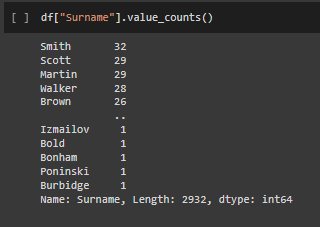 [ ] df["Surname"].value_counts()
Smith 32
Scott 29
Martin 29
Walker 28
Brown 26
..
Izmailov 1
Bold 1
Bonham 1
Poninski 1
Burbidge 1
Name: Surname, Length: 2932, dtype: int64